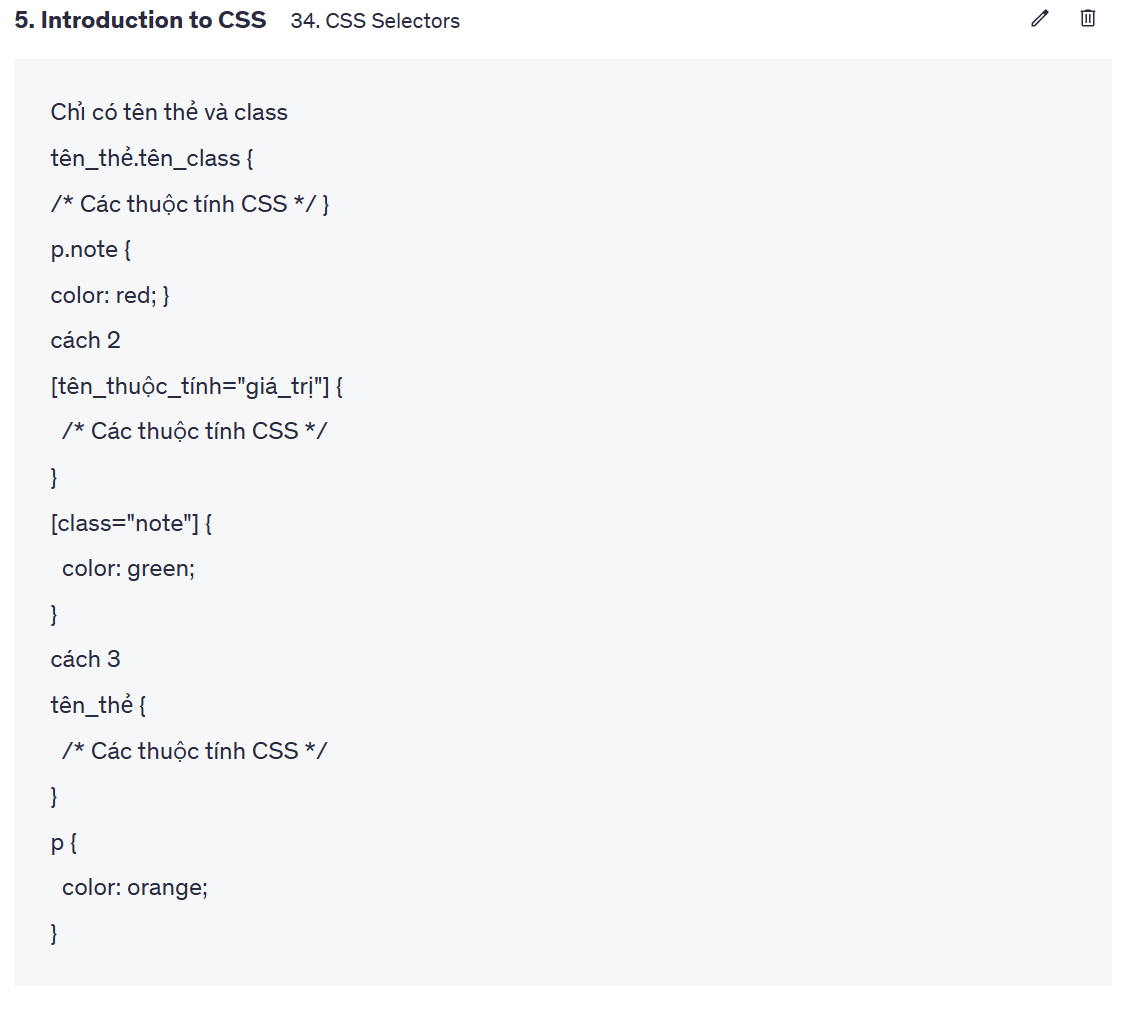 5. Introduction to CSS 34. CSS Selectors
Chỉ có tên thẻ và class
tên_thẻ.tên_class {
/* Các thuộc tính CSS */ }
p.note {
color: red; }
cách 2
[tên_thuộc_tính="giá_trị"] {
  /* Các thuộc tính CSS */
}
[class="note"] {
  color: green;
}
cách 3
tên_thẻ {
  /* Các thuộc tính CSS */
}
p {
  color: orange;
}